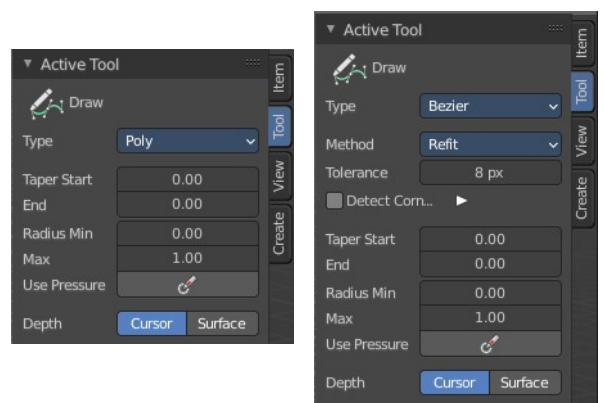 Active Tool
Draw
Type Poly
Taper Start 0.00
End 0.00
Radius Min 0.00
Max 1.00
Use Pressure
Depth Cursor Surface
Item
Tool
View
Create
Active Tool
Draw
Type Bezier
Method Refit
Tolerance 8 px
Detect Corn...
Taper Start 0.00
End 0.00
Radius Min 0.00
Max 1.00
Use Pressure
Depth Cursor Surface
Item
Tool
View
Create